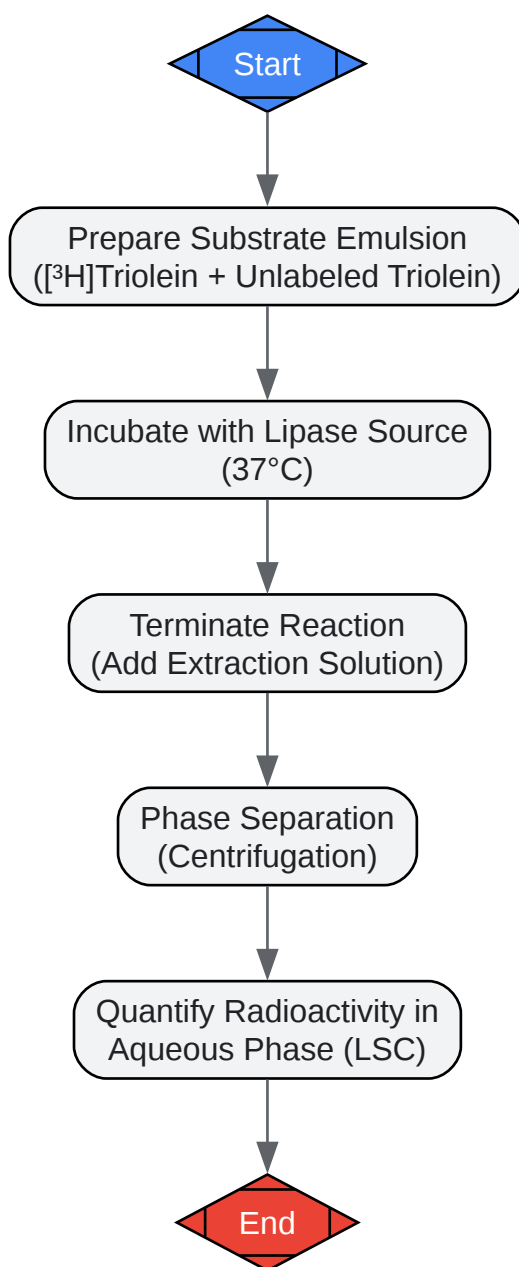 Start
Prepare Substrate Emulsion
([³H]Triolein + Unlabeled Triolein)
Incubate with Lipase Source
(37°C)
Terminate Reaction
(Add Extraction Solution)
Phase Separation
(Centrifugation)
Quantify Radioactivity in
Aqueous Phase (LSC)
End